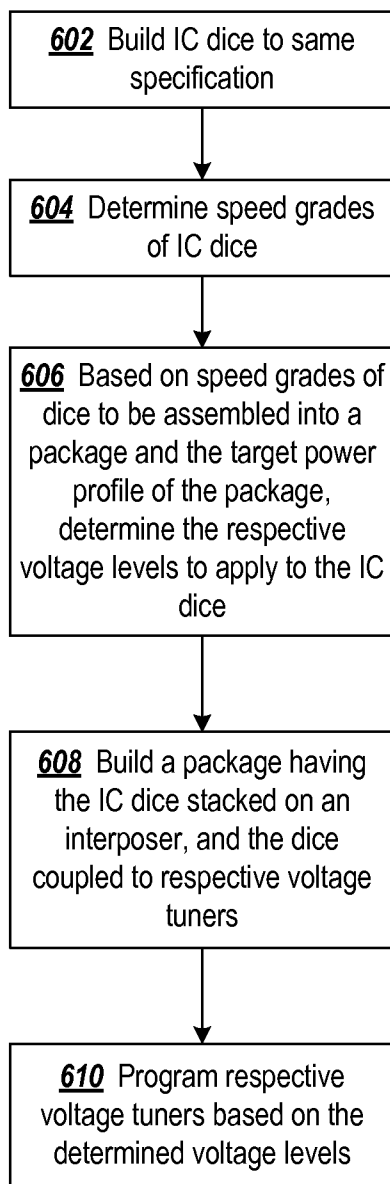 602 Build IC dice to same
specification
604 Determine speed grades
of IC dice
606 Based on speed grades of
dice to be assembled into a
package and the target power
profile of the package,
determine the respective
voltage levels to apply to the IC
dice
608 Build a package having
the IC dice stacked on an
interposer, and the dice
coupled to respective voltage
tuners
610 Program respective
voltage tuners based on the
determined voltage levels